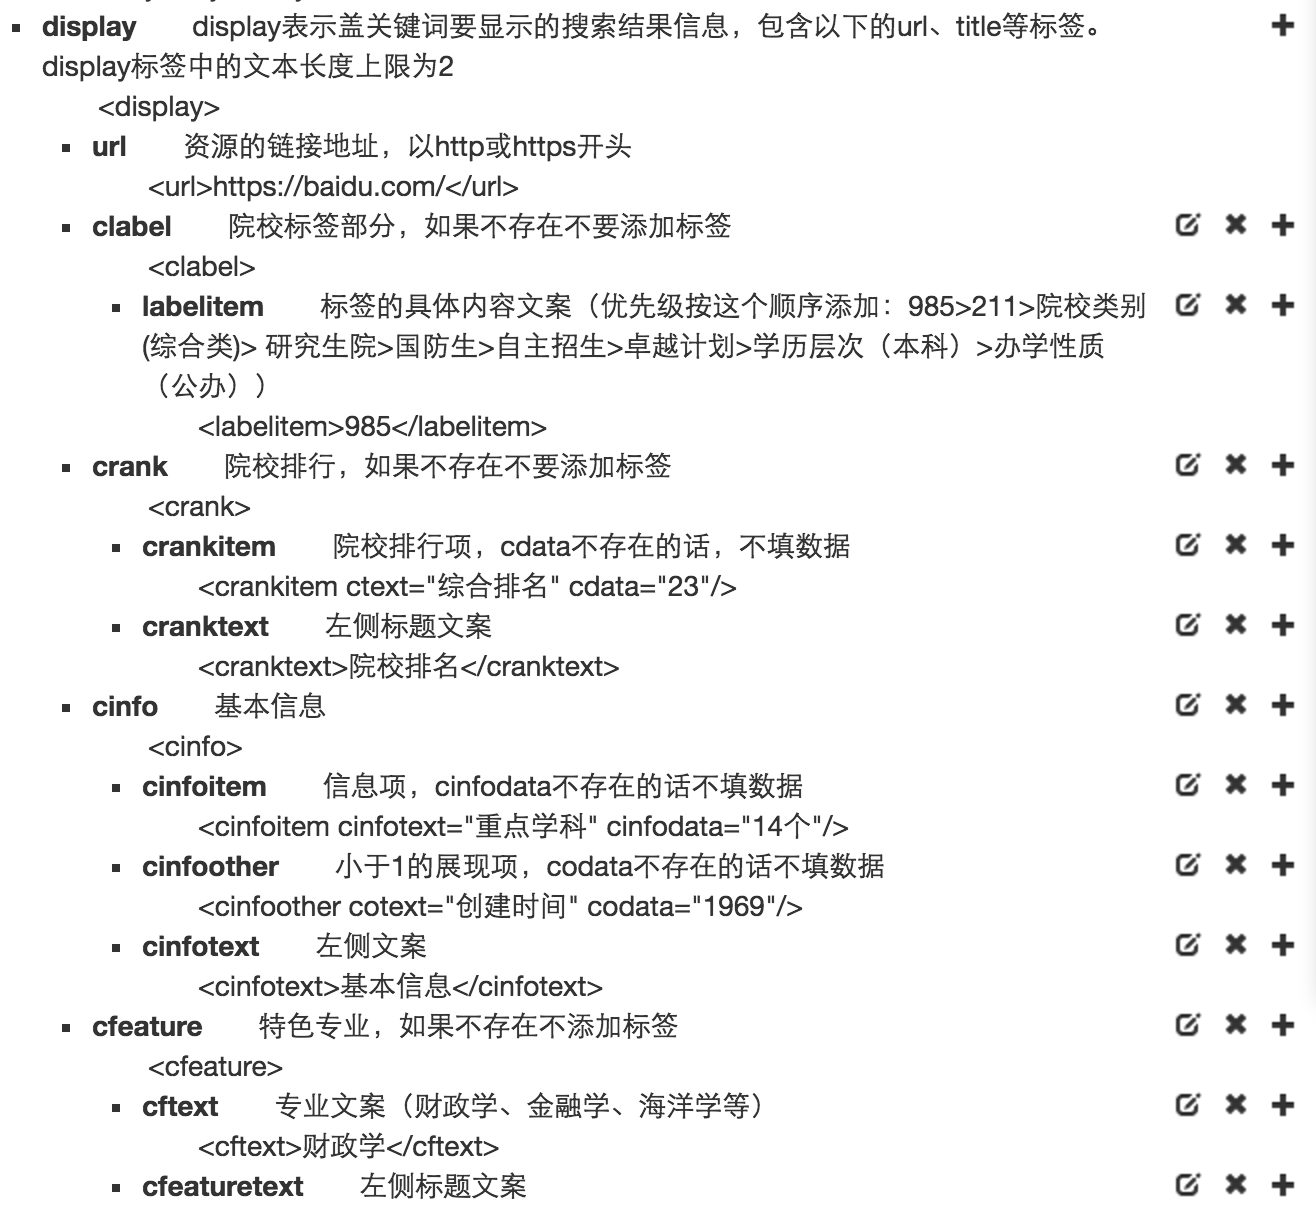 display display表示盖关键词要显示的搜索结果信息，包含以下的url、title等标签。
display标签中的文本长度上限为2
<display>
url 资源的链接地址，以http或https开头
<url>https://baidu.com/</url>
clabel 院校标签部分，如果不存在不要添加标签
<clabel>
labelitem 标签的具体内容文案（优先级按这个顺序添加：985>211>院校类别
(综合类)> 研究生院>国防生>自主招生>卓越计划>学历层次（本科）>办学性质
（公办））
<labelitem>985</labelitem>
crank 院校排行，如果不存在不要添加标签
<crank>
crankitem 院校排行项，cdata不存在的话，不填数据
<crankitem ctext="综合排名" cdata="23"/>
cranktext 左侧标题文案
<cranktext>院校排名</cranktext>
cinfo 基本信息
<cinfo>
cinfoitem 信息项，cinfodata不存在的话不填数据
<cinfoitem cinfotext="重点学科" cinfodata="14个"/>
cinfoother 小于1的展现项，codata不存在的话不填数据
<cinfoother cotext="创建时间" codata="1969"/>
cinfotext 左侧文案
<cinfotext>基本信息</cinfotext>
cfeature 特色专业，如果不存在不添加标签
<cfeature>
cftext 专业文案（财政学、金融学、海洋学等）
<cftext>财政学</cftext>
cfeaturetext 左侧标题文案